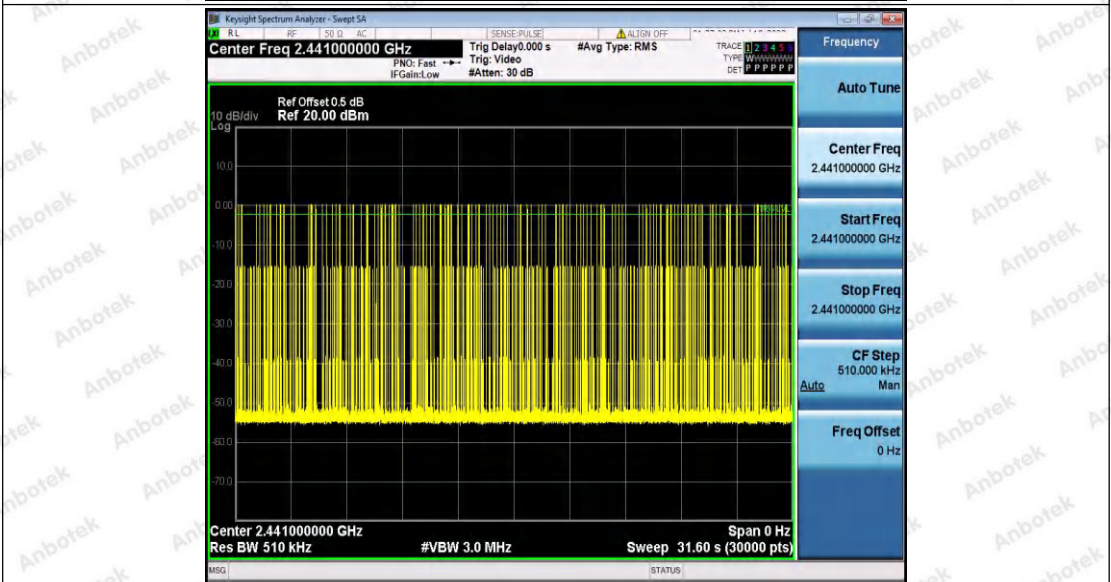 Keysight Spectrum Analyzer - Swept SA
RL RF 50 Ω AC SENSE:PULSE ALIGN OFF
Center Freq 2.441000000 GHz
PNO: Fast
IFGain:Low
Trig Delay0.000 s
Trig: Video
#Atten: 30 dB
#Avg Type: RMS
TRACE 1 2 3 4 5 6
TYPE WWWWWW
DET P P P P P P
Ref Offset 0.5 dB
10 dB/div Ref 20.00 dBm
Log
10.0
0.00
-10.0
-20.0
-30.0
-40.0
-50.0
-60.0
-70.0
Center 2.441000000 GHz Span 0 Hz
Res BW 510 kHz #VBW 3.0 MHz Sweep 31.60 s (30000 pts)
MSG STATUS
Frequency
Auto Tune
Center Freq
2.441000000 GHz
Start Freq
2.441000000 GHz
Stop Freq
2.441000000 GHz
CF Step
510.000 kHz
Auto Man
Freq Offset
0 Hz
Anbotek